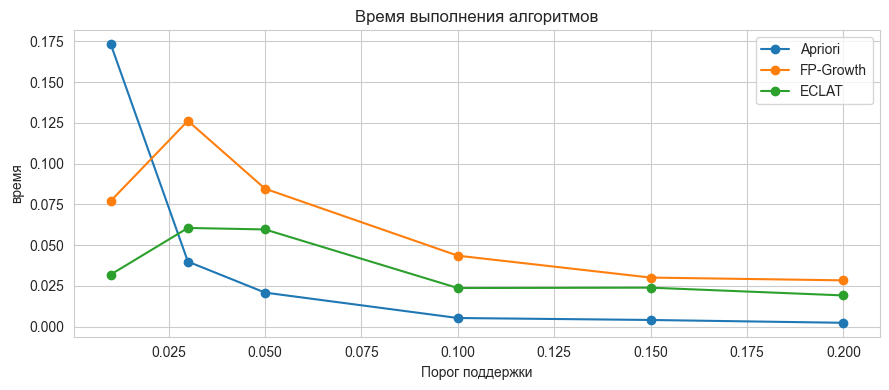 Время выполнения алгоритмов
0.175
0.150
0.125
0.100
0.075
0.050
0.025
0.000
время
Apriori
FP-Growth
ECLAT
0.025 0.050 0.075 0.100 0.125 0.150 0.175 0.200
Порог поддержки